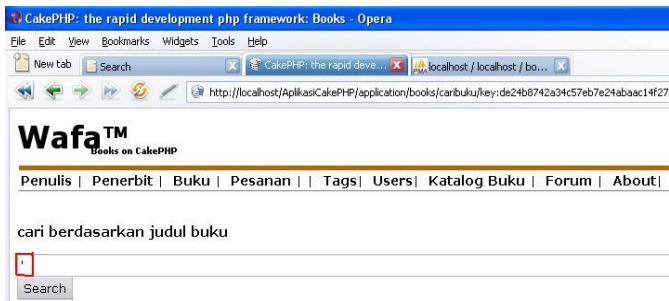 CakePHP: the rapid development php framework: Books - Opera
File Edit View Bookmarks Widgets Tools Help
New tab Search CakePHP: the rapid deve... localhost / localhost / bo...
http://localhost/AplikasiCakePHP/application/books/caribuku/key:de24b8742a34c57eb7e24abaac14f27
Wafa™
Books on CakePHP
Penulis | Penerbit | Buku | Pesanan | | Tags| Users| Katalog Buku | Forum | About|
cari berdasarkan judul buku
'
Search